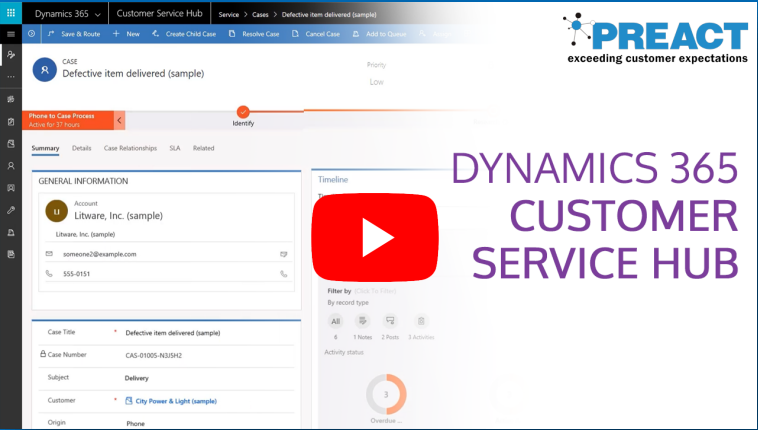 Dynamics 365 Customer Service Hub Service > Cases > Defective item delivered (sample)
Save & Route + New Create Child Case Resolve Case Cancel Case Add to Queue
CASE
Defective item delivered (sample)
Priority
Low
PREACT
exceeding customer expectations
Phone to Case Process
Active for 37 hours
Identify
Summary Details Case Relationships SLA Related
GENERAL INFORMATION
Account
LI
Litware, Inc. (sample)
Litware, Inc. (sample)
someone2@example.com
555-0151
Timeline
DYNAMICS 365
CUSTOMER
SERVICE HUB
Filter by (Click To Filter)
By record type
All
6 1 Notes 2 Posts 3 Activities
Activity status
3
Overdue ...
Case Title * Defective item delivered (sample)
Case Number CAS-01005-N3J5H2
Subject Delivery
Customer * City Power & Light (sample)
Origin Phone